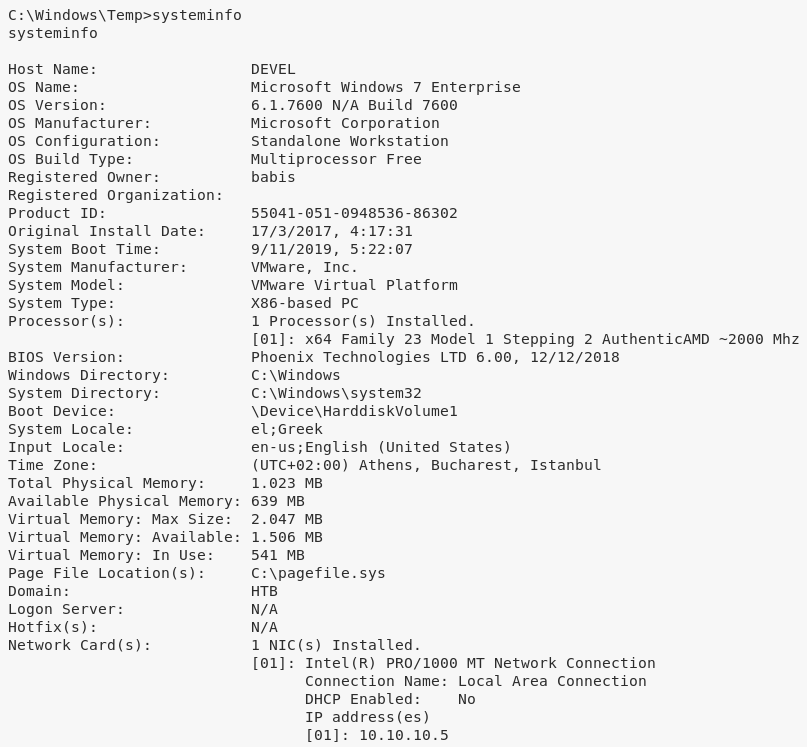 C:\Windows\Temp>systeminfo
systeminfo

Host Name:                 DEVEL
OS Name:                   Microsoft Windows 7 Enterprise
OS Version:                6.1.7600 N/A Build 7600
OS Manufacturer:           Microsoft Corporation
OS Configuration:          Standalone Workstation
OS Build Type:             Multiprocessor Free
Registered Owner:          babis
Registered Organization:
Product ID:                55041-051-0948536-86302
Original Install Date:     17/3/2017, 4:17:31
System Boot Time:          9/11/2019, 5:22:07
System Manufacturer:       VMware, Inc.
System Model:              VMware Virtual Platform
System Type:               X86-based PC
Processor(s):              1 Processor(s) Installed.
                           [01]: x64 Family 23 Model 1 Stepping 2 AuthenticAMD ~2000 Mhz
BIOS Version:              Phoenix Technologies LTD 6.00, 12/12/2018
Windows Directory:         C:\Windows
System Directory:          C:\Windows\system32
Boot Device:               \Device\HarddiskVolume1
System Locale:             el;Greek
Input Locale:              en-us;English (United States)
Time Zone:                 (UTC+02:00) Athens, Bucharest, Istanbul
Total Physical Memory:     1.023 MB
Available Physical Memory: 639 MB
Virtual Memory: Max Size:  2.047 MB
Virtual Memory: Available: 1.506 MB
Virtual Memory: In Use:    541 MB
Page File Location(s):     C:\pagefile.sys
Domain:                    HTB
Logon Server:              N/A
Hotfix(s):                 N/A
Network Card(s):           1 NIC(s) Installed.
                           [01]: Intel(R) PRO/1000 MT Network Connection
                                 Connection Name: Local Area Connection
                                 DHCP Enabled:    No
                                 IP address(es)
                                 [01]: 10.10.10.5